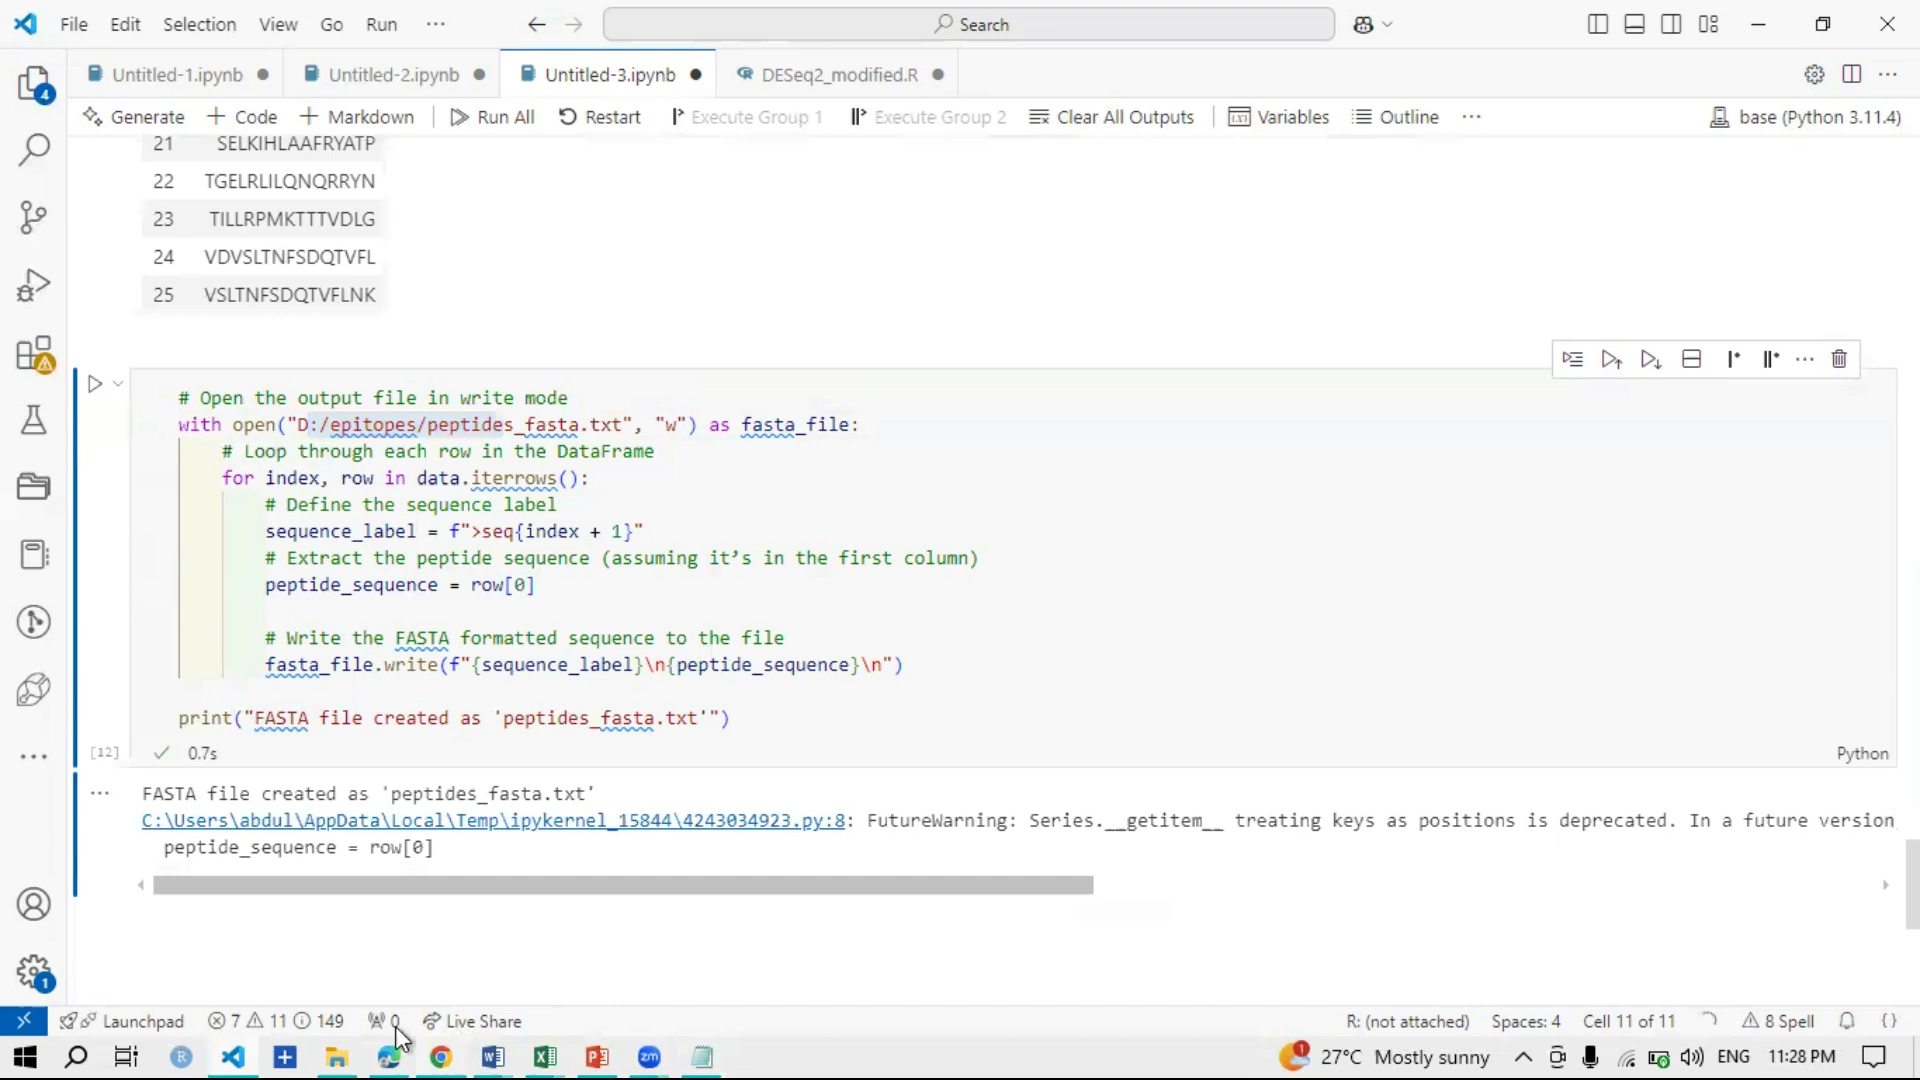 File Edit Selection View Go Run ··· Search
Untitled-1.ipynb Untitled-2.ipynb Untitled-3.ipynb DESeq2_modified.R
4
Generate Code Markdown Run All Restart Execute Group 1 Execute Group 2 Clear All Outputs Variables Outline ··· base (Python 3.11.4)
21 SELKIHLAAFRYATP
22 TGELRLILQNQRRYN
23 TILLRPMKTTTVDLG
24 VDVSLTNFSDQTVFL
25 VSLTNFSDQTVFLNK
# Open the output file in write mode
with open("D:/epitopes/peptides_fasta.txt", "w") as fasta_file:
# Loop through each row in the DataFrame
for index, row in data.iterrows():
# Define the sequence label
sequence_label = f">seq{index + 1}"
# Extract the peptide sequence (assuming it’s in the first column)
peptide_sequence = row[0]
# Write the FASTA formatted sequence to the file
fasta_file.write(f"{sequence_label}\n{peptide_sequence}\n")
print("FASTA file created as 'peptides_fasta.txt'")
[12] 0.7s Python
FASTA file created as 'peptides_fasta.txt'
C:\Users\abdul\AppData\Local\Temp\ipykernel_15844\4243034923.py:8: FutureWarning: Series.__getitem__ treating keys as positions is deprecated. In a future version
peptide_sequence = row[0]
1
Launchpad 7 11 149 0 Live Share R: (not attached) Spaces: 4 Cell 11 of 11 8 Spell {}
R zm 1 27°C Mostly sunny ENG 11:28 PM